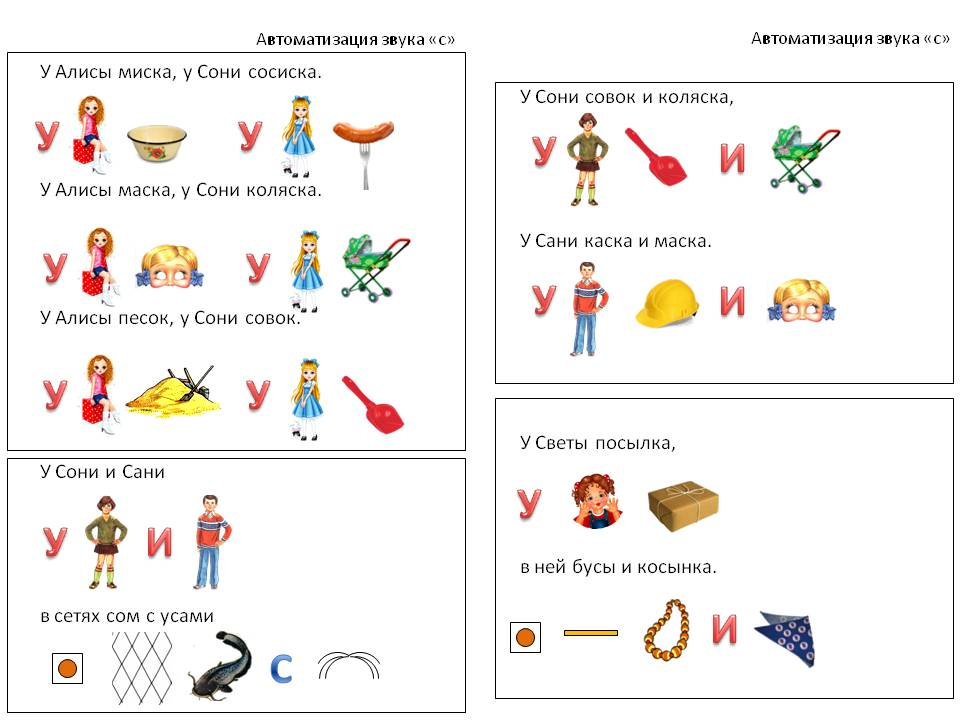 Автоматизация звука «с»
У Алисы миска, у Сони сосиска.
У У
У Алисы маска, у Сони коляска.
У У
У Алисы песок, у Сони совок.
У У
У Сони и Сани
У И
в сетях сом с усами
С
Автоматизация звука «с»
У Сони совок и коляска,
У И
У Сани каска и маска.
У И
У Светы посылка,
У
в ней бусы и косынка.
И